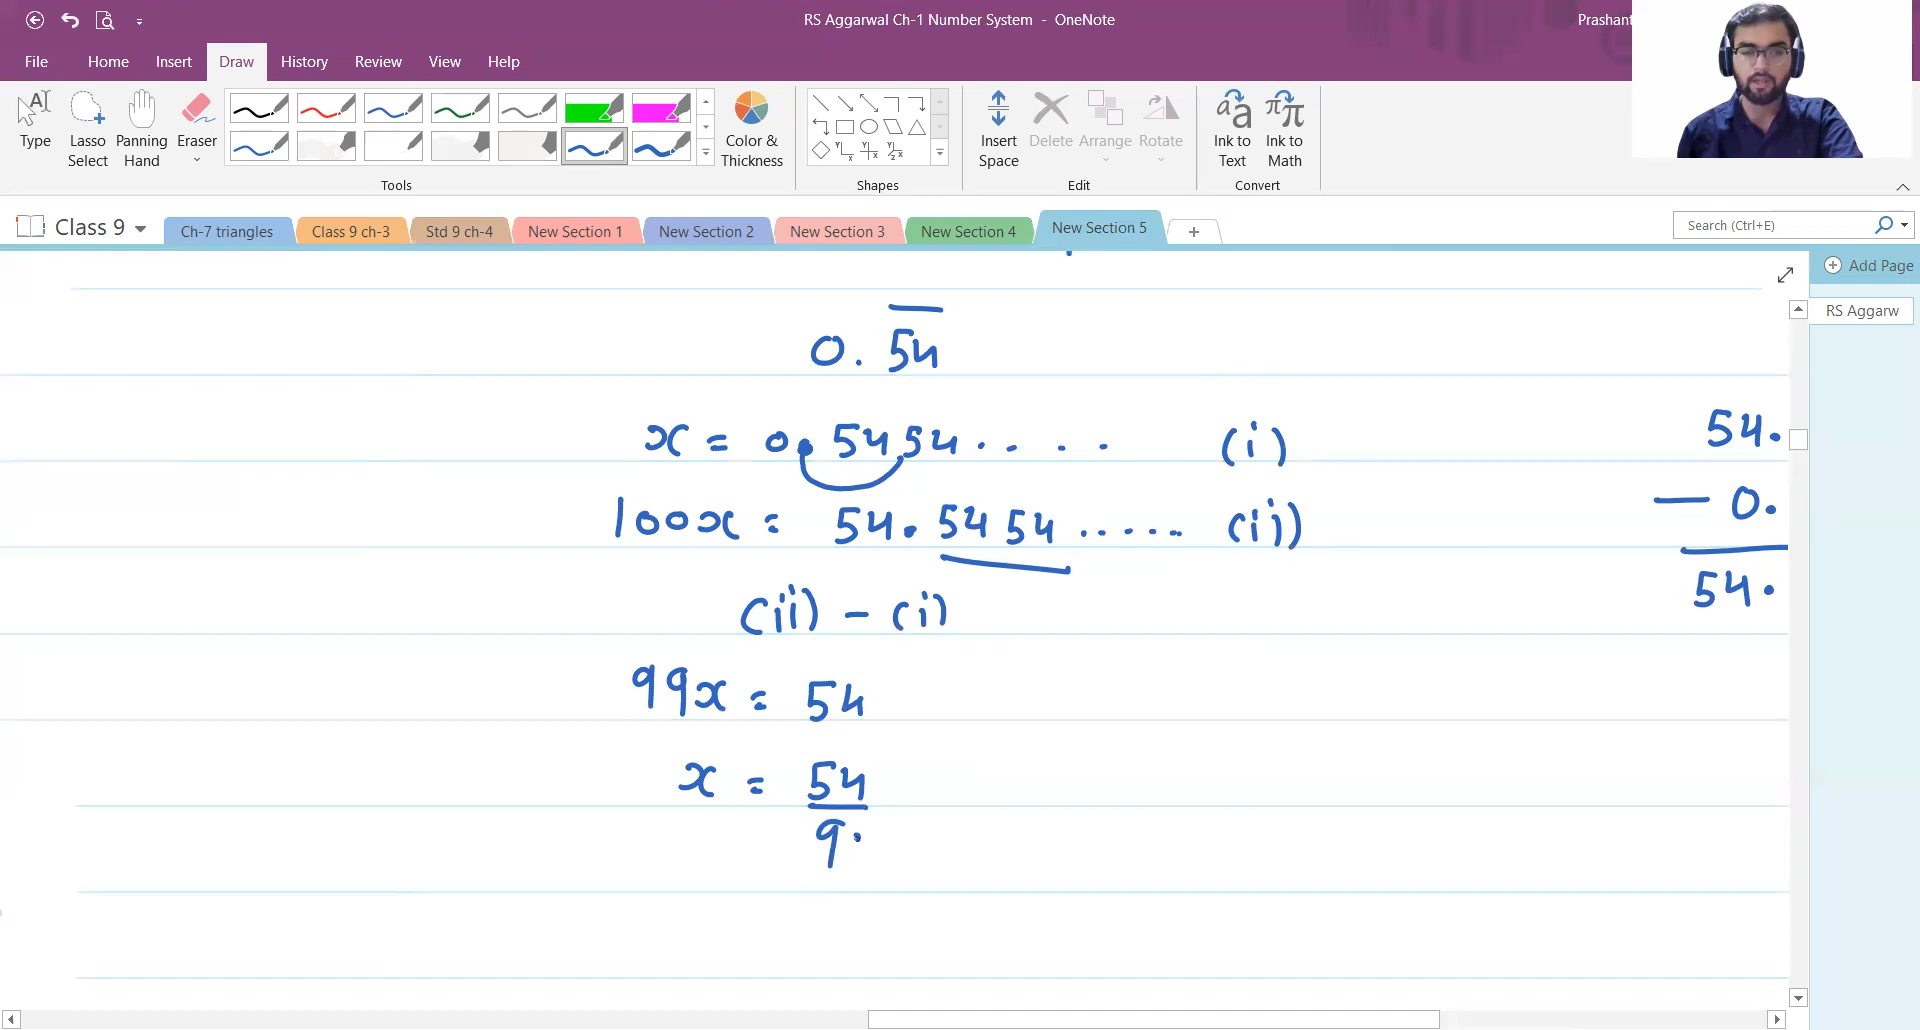 RS Aggarwal Ch-1 Number System - OneNote
Prashant
File Home Insert Draw History Review View Help
Type
Lasso Select
Panning Hand
Eraser
Color & Thickness
Insert Space
Delete
Arrange
Rotate
Ink to Text
Ink to Math
Tools
Shapes
Edit
Convert
Class 9
Ch-7 triangles
Class 9 ch-3
Std 9 ch-4
New Section 1
New Section 2
New Section 3
New Section 4
New Section 5
Search (Ctrl+E)
Add Page
RS Aggarw
0.5̅4̅
x = 0.5454.... (i)
100x = 54.5454..... (ii)
(ii) - (i)
99x = 54
x = 54
9
54.
- 0.
54.